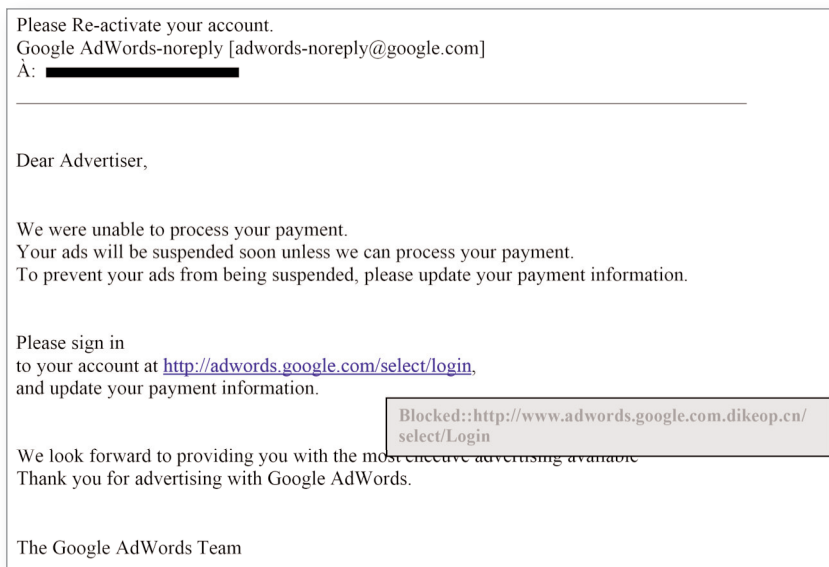 Please Re-activate your account.
Google AdWords-noreply [adwords-noreply@google.com]
À:
Dear Advertiser,
We were unable to process your payment.
Your ads will be suspended soon unless we can process your payment.
To prevent your ads from being suspended, please update your payment information.
Please sign in
to your account at http://adwords.google.com/select/login,
and update your payment information.
Blocked::http://www.adwords.google.com.dikeop.cn/
select/Login
We look forward to providing you with the most effective advertising available
Thank you for advertising with Google AdWords.
The Google AdWords Team